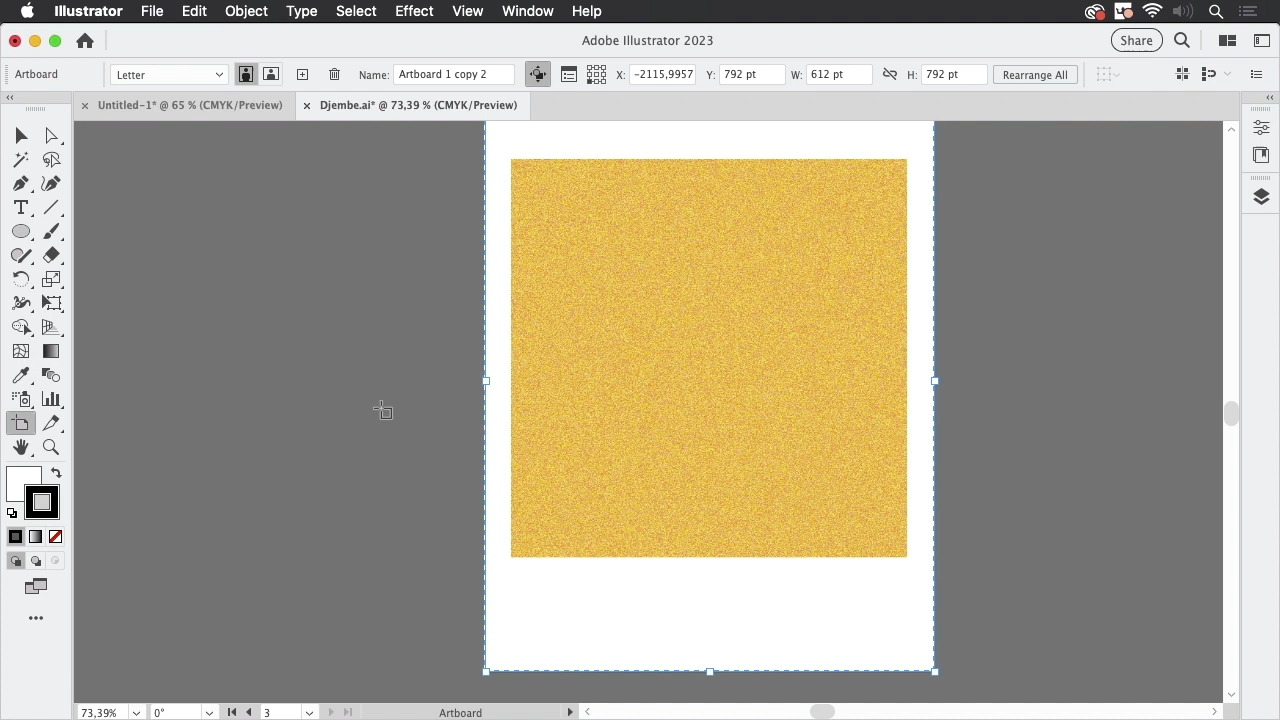 Illustrator File Edit Object Type Select Effect View Window Help
Adobe Illustrator 2023
Share
Artboard
Letter
Name: Artboard 1 copy 2
X: -2115,9957
: 792 pt
W: 612 pt
H: 792 pt
Rearrange All
Untitled-1* @ 65 % (CMYK/Preview)
Djembe.ai* @ 73,39 % (CMYK/Preview)
T
73,39%
0°
3
Artboard